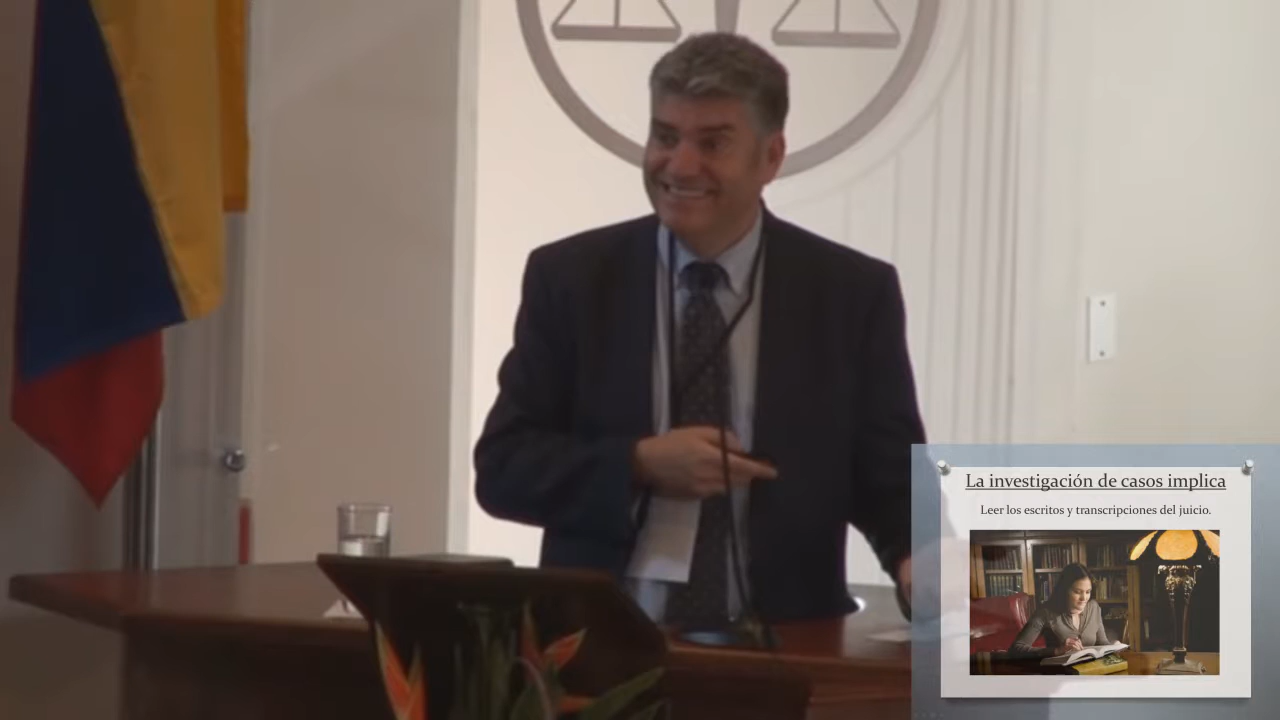 La investigación de casos implica
Leer los escritos y transcripciones del juicio.